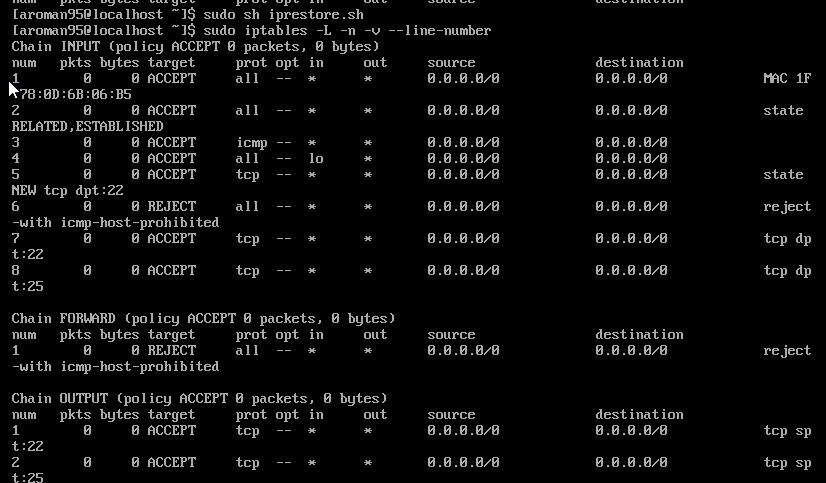 num   pkts bytes target     prot opt in     out     source               destination
[aroman95@localhost ~]$ sudo sh iprestore.sh
[aroman95@localhost ~]$ sudo iptables -L -n -v --line-number
Chain INPUT (policy ACCEPT 0 packets, 0 bytes)
num   pkts bytes target     prot opt in     out     source               destination
1        0     0 ACCEPT     all  --  *      *       0.0.0.0/0            0.0.0.0/0            MAC 1F
:78:0D:6B:06:B5
2        0     0 ACCEPT     all  --  *      *       0.0.0.0/0            0.0.0.0/0            state
RELATED,ESTABLISHED
3        0     0 ACCEPT     icmp --  *      *       0.0.0.0/0            0.0.0.0/0
4        0     0 ACCEPT     all  --  lo     *       0.0.0.0/0            0.0.0.0/0
5        0     0 ACCEPT     tcp  --  *      *       0.0.0.0/0            0.0.0.0/0            state
NEW tcp dpt:22
6        0     0 REJECT     all  --  *      *       0.0.0.0/0            0.0.0.0/0            reject
-with icmp-host-prohibited
7        0     0 ACCEPT     tcp  --  *      *       0.0.0.0/0            0.0.0.0/0            tcp dp
t:22
8        0     0 ACCEPT     tcp  --  *      *       0.0.0.0/0            0.0.0.0/0            tcp dp
t:25
Chain FORWARD (policy ACCEPT 0 packets, 0 bytes)
num   pkts bytes target     prot opt in     out     source               destination
1        0     0 REJECT     all  --  *      *       0.0.0.0/0            0.0.0.0/0            reject
-with icmp-host-prohibited
Chain OUTPUT (policy ACCEPT 0 packets, 0 bytes)
num   pkts bytes target     prot opt in     out     source               destination
1        0     0 ACCEPT     tcp  --  *      *       0.0.0.0/0            0.0.0.0/0            tcp sp
t:22
2        0     0 ACCEPT     tcp  --  *      *       0.0.0.0/0            0.0.0.0/0            tcp sp
t:25